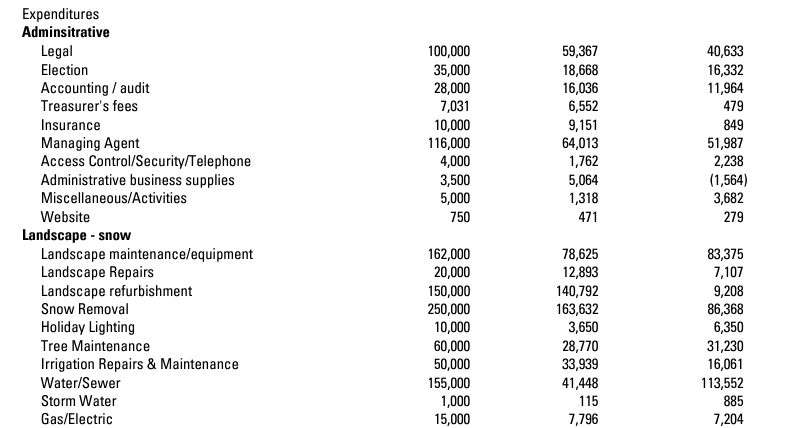 Expenditures
Adminsitrative
Legal 100,000 59,367 40,633
Election 35,000 18,668 16,332
Accounting / audit 28,000 16,036 11,964
Treasurer's fees 7,031 6,552 479
Insurance 10,000 9,151 849
Managing Agent 116,000 64,013 51,987
Access Control/Security/Telephone 4,000 1,762 2,238
Administrative business supplies 3,500 5,064 (1,564)
Miscellaneous/Activities 5,000 1,318 3,682
Website 750 471 279
Landscape - snow
Landscape maintenance/equipment 162,000 78,625 83,375
Landscape Repairs 20,000 12,893 7,107
Landscape refurbishment 150,000 140,792 9,208
Snow Removal 250,000 163,632 86,368
Holiday Lighting 10,000 3,650 6,350
Tree Maintenance 60,000 28,770 31,230
Irrigation Repairs & Maintenance 50,000 33,939 16,061
Water/Sewer 155,000 41,448 113,552
Storm Water 1,000 115 885
Gas/Electric 15,000 7,796 7,204